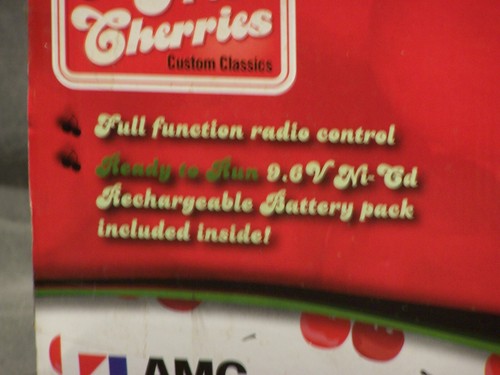 Cherries
Custom Classics
Full function radio control
Ready to Run 9.6V Ni-Cd
Rechargeable Battery pack
included inside!
AMC